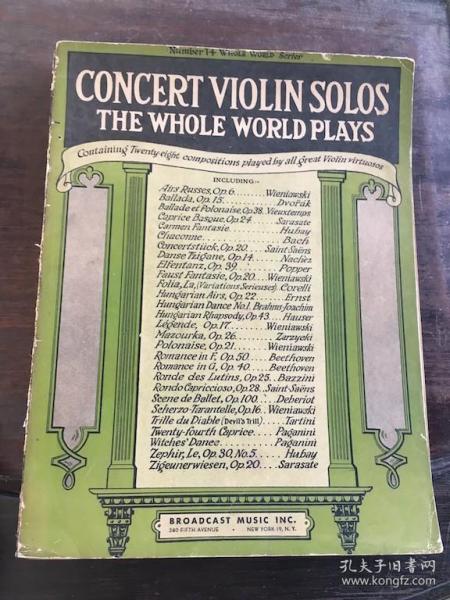 Number 14 WHOLE WORLD Series
CONCERT VIOLIN SOLOS
THE WHOLE WORLD PLAYS
Containing Twenty-eight compositions played by all great Violin virtuosos
INCLUDING:-
Airs Russes, Op. 6........ Wieniawski
Ballada, Op. 15............. Dvořák
Ballade et Polonaise, Op. 38. Vieuxtemps
Caprice Basque, Op. 24..... Sarasate
Carmen Fantasie........... Hubay
Chaconne.................... Bach
Concertstück, Op. 20...... Saint Saëns
Danse Tzigane, Op. 14..... Nachèz
Elfentanz, Op. 39.......... Popper
Faust Fantasie, Op. 20.... Wieniawski
Folia, La, (Variations Serieuses). Corelli
Hungarian Airs, Op. 22...... Ernst
Hungarian Dance No.1. Brahms-Joachim
Hungarian Rhapsody, Op. 43.... Hauser
Légende, Op. 17........ Wieniawski
Mazourka, Op. 26......... Zarzycki
Polonaise, Op. 21....... Wieniawski
Romance in F, Op. 50.... Beethoven
Romance in G, Op. 40.... Beethoven
Ronde des Lutins, Op. 25.. Bazzini
Rondo Capriccioso, Op. 28.. Saint-Saëns
Scene de Ballet, Op. 100..... Deberiot
Scherzo-Tarantelle, Op. 16.. Wieniawski
Trille du Diable (Devil's Trill)..... Tartini
Twenty-fourth Caprice.... Paganini
Witches' Dance............. Paganini
Zephir, Le, Op. 30, No. 5...... Hubay
Zigeunerwiesen, Op. 20.... Sarasate
BROADCAST MUSIC INC.
580 FIFTH AVENUE • NEW YORK 19, N.Y.
孔夫子旧书网
www.kongfz.com